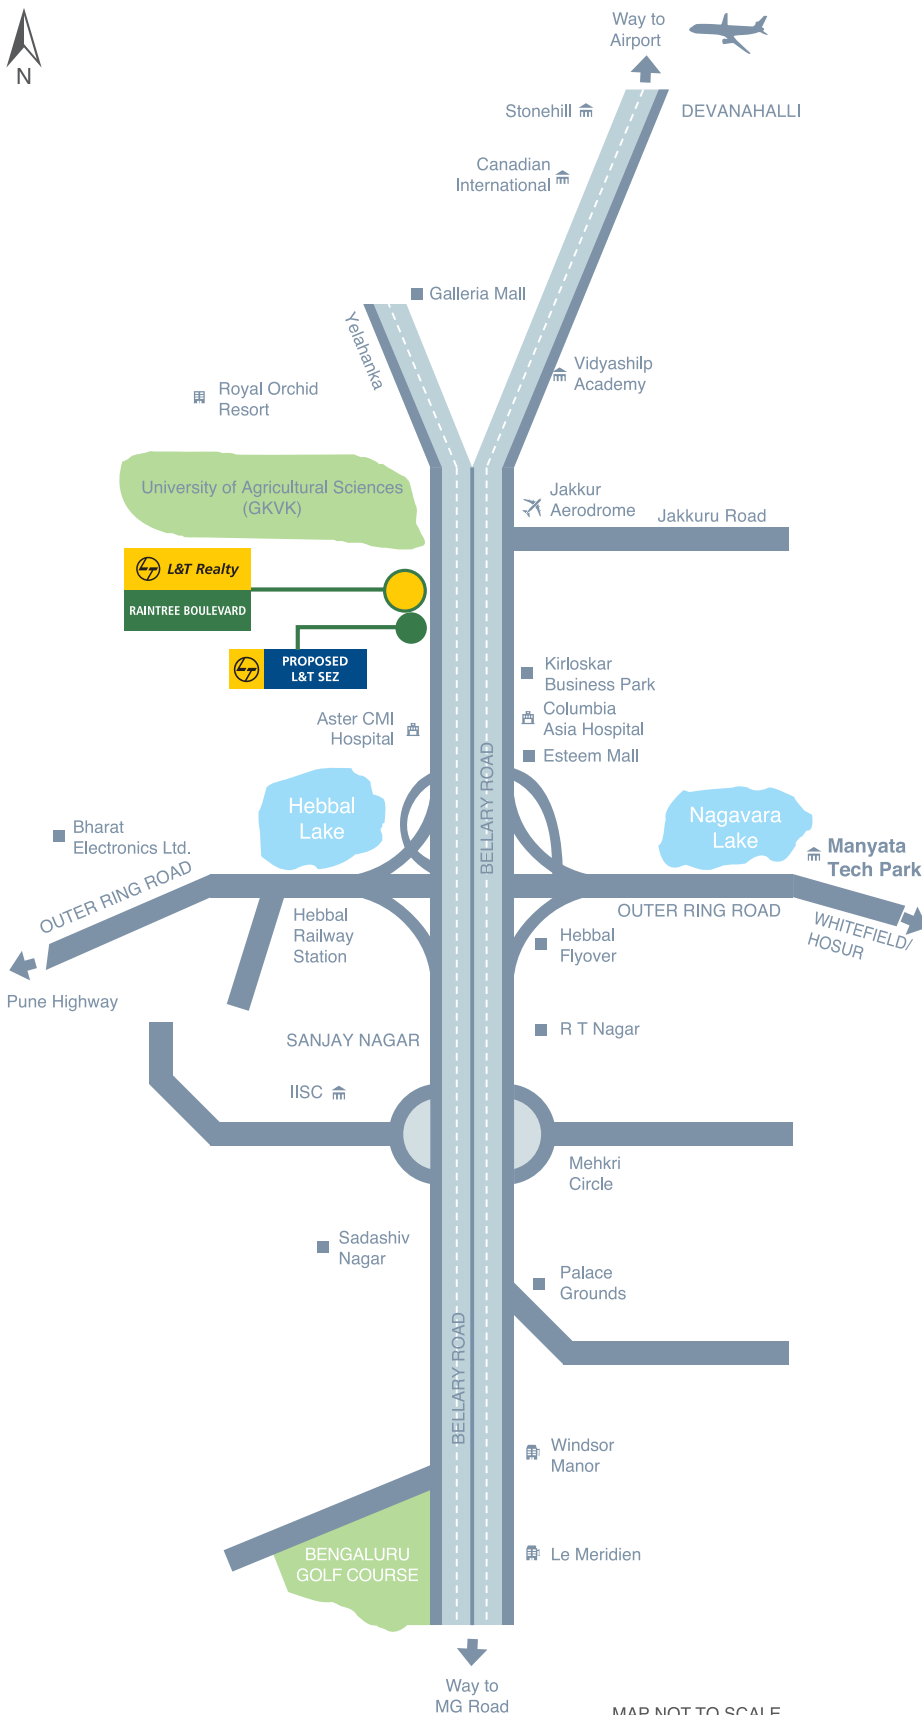 Way to
Airport
N
Stonehill
DEVANAHALLI
Canadian
International
Galleria Mall
Yelahanka
Vidyashilp
Academy
Royal Orchid
Resort
University of Agricultural Sciences
(GKVK)
Jakkur
Aerodrome
Jakkuru Road
L&T Realty
RAINTREE BOULEVARD
PROPOSED
L&T SEZ
Kirloskar
Business Park
Columbia
Asia Hospital
Aster CMI
Hospital
Esteem Mall
BELLARY ROAD
Hebbal
Lake
Nagavara
Lake
Bharat
Electronics Ltd.
Manyata
Tech Park
OUTER RING ROAD
OUTER RING ROAD
WHITEFIELD/
HOSUR
Hebbal
Railway
Station
Hebbal
Flyover
Pune Highway
SANJAY NAGAR
R T Nagar
IISC
Mehkri
Circle
Sadashiv
Nagar
Palace
Grounds
BELLARY ROAD
Windsor
Manor
BENGALURU
GOLF COURSE
Le Meridien
Way to
MG Road
MAP NOT TO SCALE